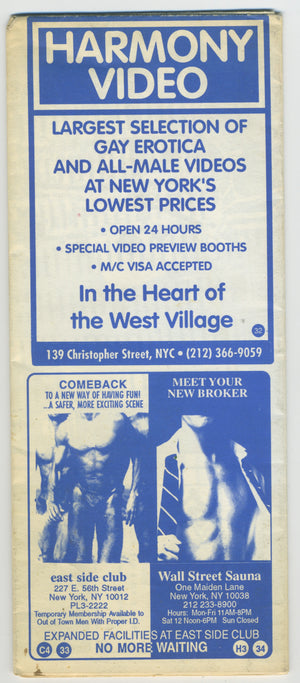 HARMONY
VIDEO
LARGEST SELECTION OF
GAY EROTICA
AND ALL-MALE VIDEOS
AT NEW YORK'S
LOWEST PRICES
• OPEN 24 HOURS
• SPECIAL VIDEO PREVIEW BOOTHS
• M/C VISA ACCEPTED
In the Heart of
the West Village
32
139 Christopher Street, NYC • (212) 366-9059
COMEBACK
TO A NEW WAY OF HAVING FUN!
...A SAFER, MORE EXCITING SCENE
east side club
227 E. 56th Street
New York, NY 10012
PL3-2222
Temporary Membership Available to
Out of Town Men With Proper I.D.
MEET YOUR
NEW BROKER
Wall Street Sauna
One Maiden Lane
New York, NY 10038
212 233-8900
Hours: Mon-Fri 11AM-8PM
Sat 12 Noon-6PM Sun Closed
EXPANDED FACILITIES AT EAST SIDE CLUB
C4 33 NO MORE WAITING H3 34